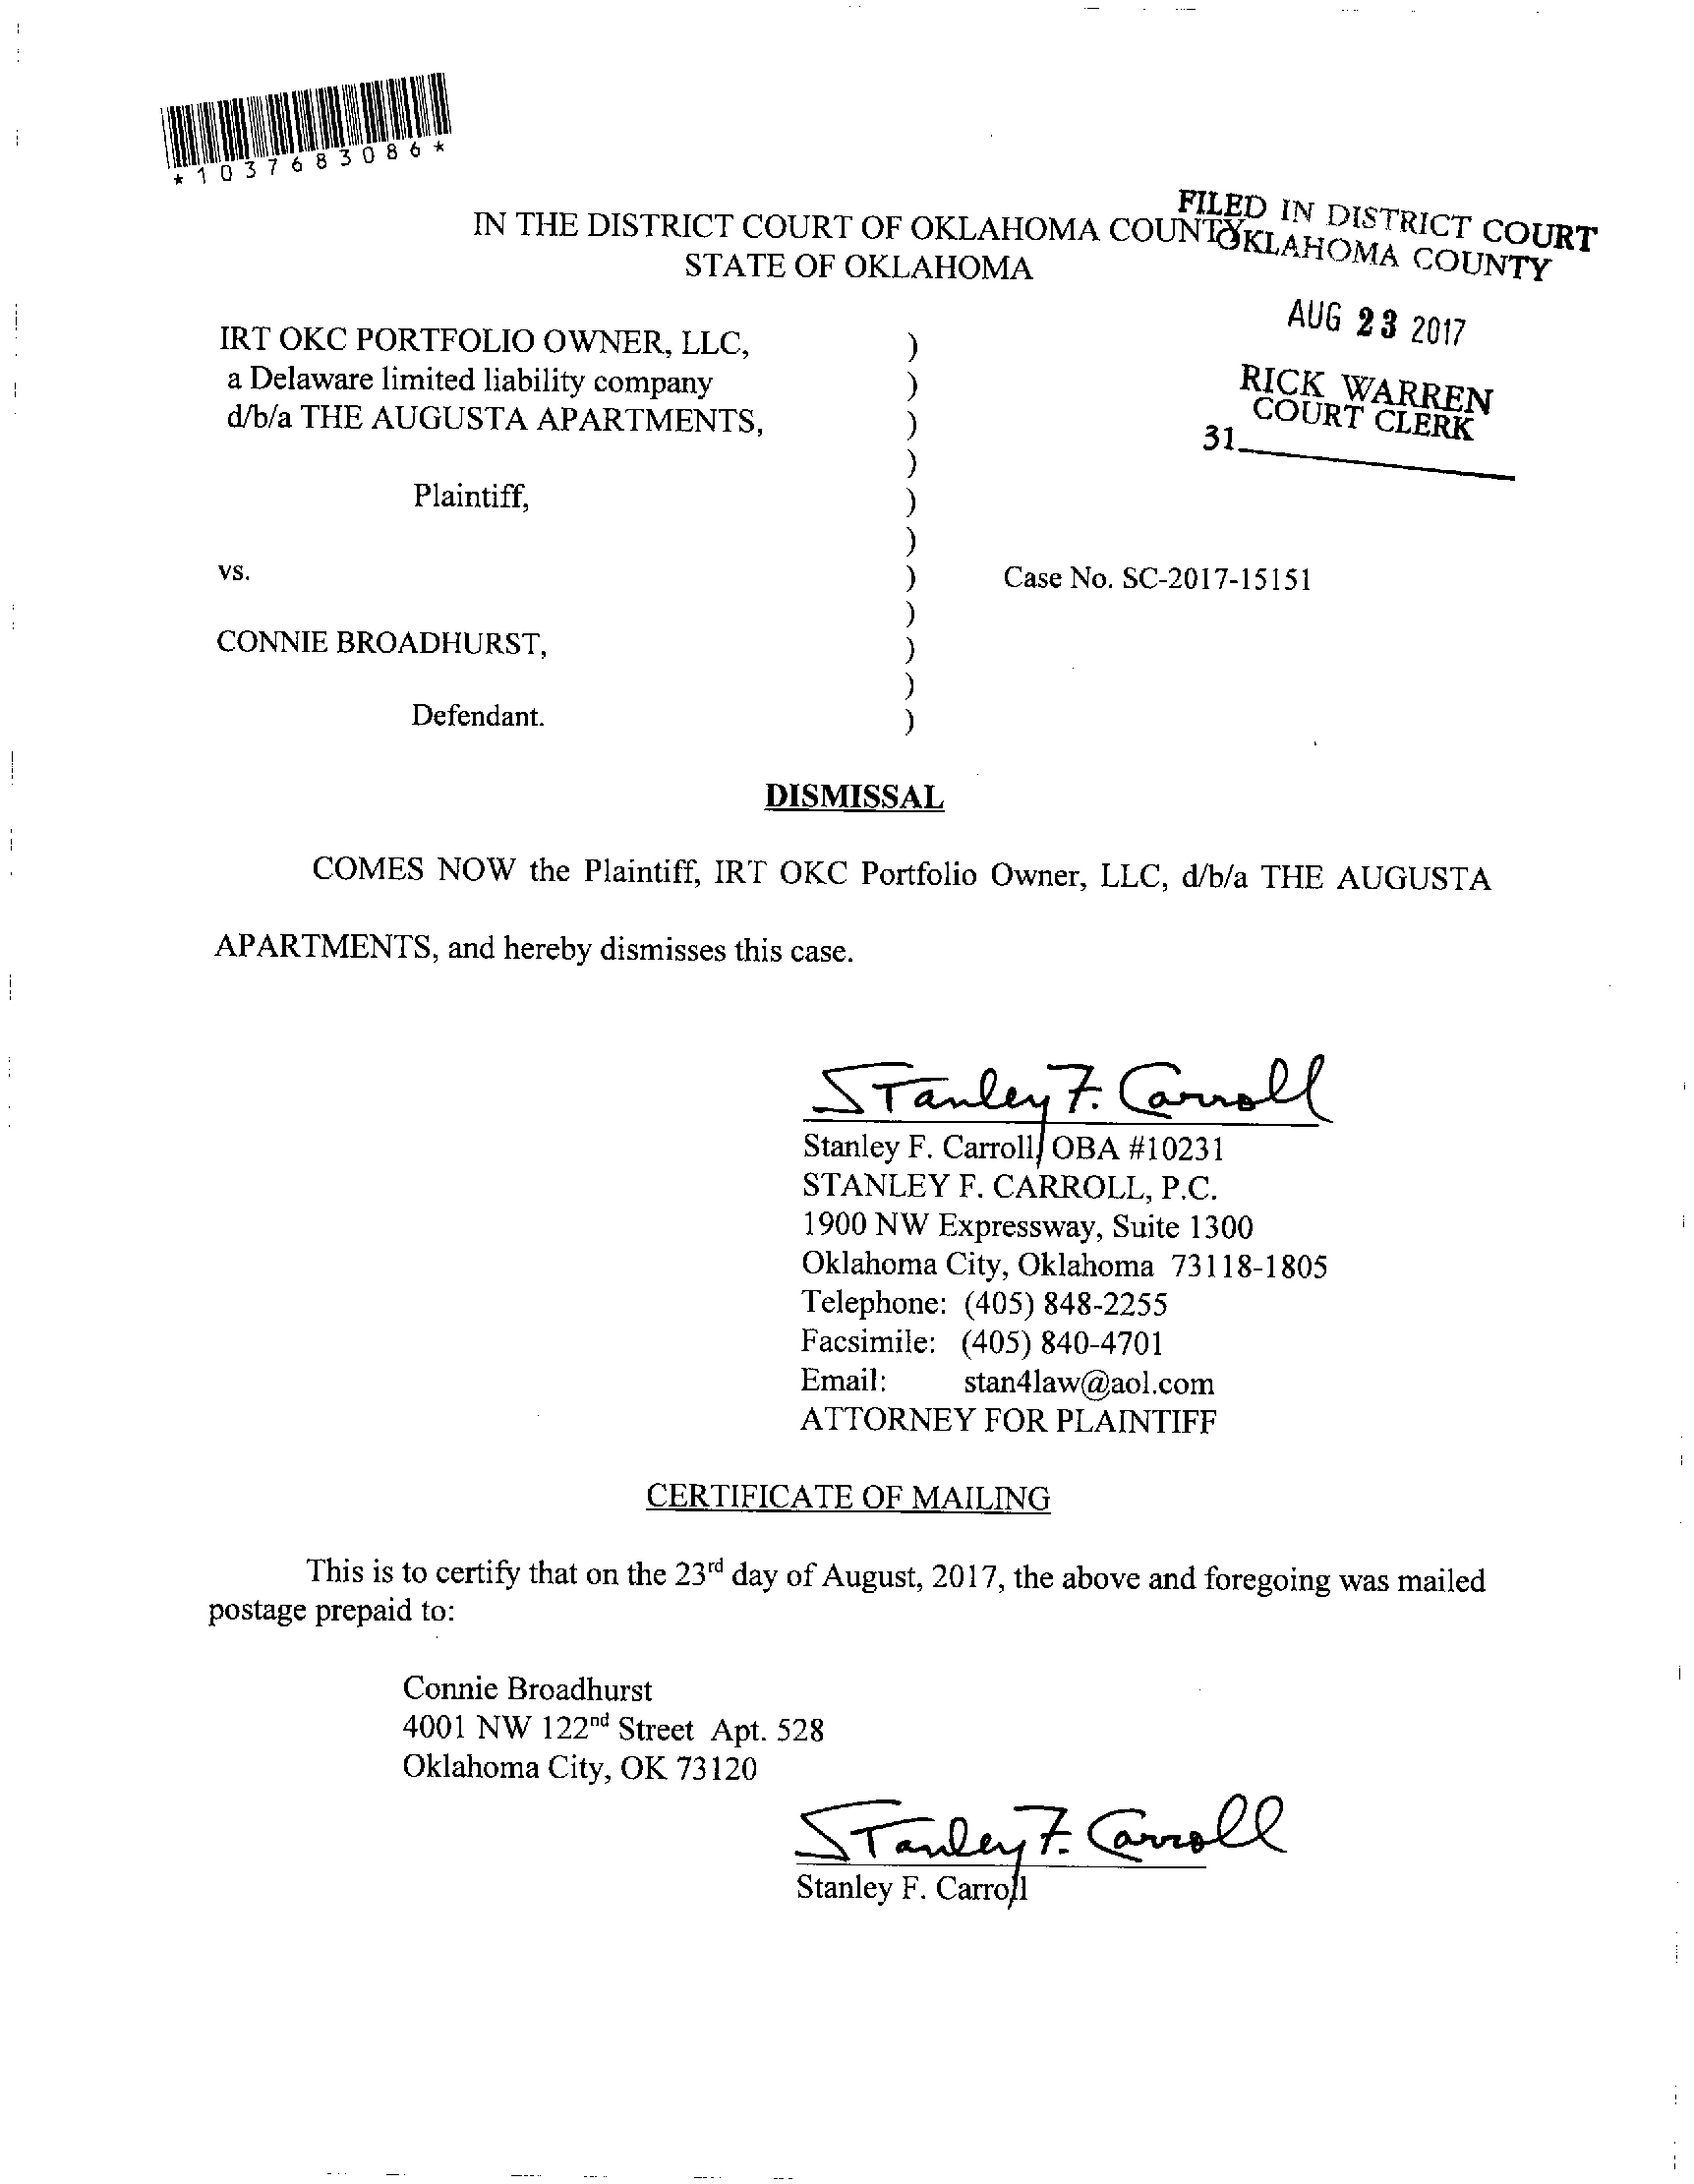 *1037683086*
FILED IN DISTRICT COURT
OKLAHOMA COUNTY
IN THE DISTRICT COURT OF OKLAHOMA COUNTY
STATE OF OKLAHOMA
AUG 23 2017
RICK WARREN
COURT CLERK
31
IRT OKC PORTFOLIO OWNER, LLC, )
a Delaware limited liability company )
d/b/a THE AUGUSTA APARTMENTS, )
)
Plaintiff, )
)
vs. ) Case No. SC-2017-15151
)
CONNIE BROADHURST, )
)
Defendant. )
DISMISSAL
COMES NOW the Plaintiff, IRT OKC Portfolio Owner, LLC, d/b/a THE AUGUSTA
APARTMENTS, and hereby dismisses this case.
Stanley F. Carroll
Stanley F. Carroll, OBA #10231
STANLEY F. CARROLL, P.C.
1900 NW Expressway, Suite 1300
Oklahoma City, Oklahoma 73118-1805
Telephone: (405) 848-2255
Facsimile: (405) 840-4701
Email: stan4law@aol.com
ATTORNEY FOR PLAINTIFF
CERTIFICATE OF MAILING
This is to certify that on the 23rd day of August, 2017, the above and foregoing was mailed
postage prepaid to:
Connie Broadhurst
4001 NW 122nd Street Apt. 528
Oklahoma City, OK 73120
Stanley F. Carroll
Stanley F. Carroll